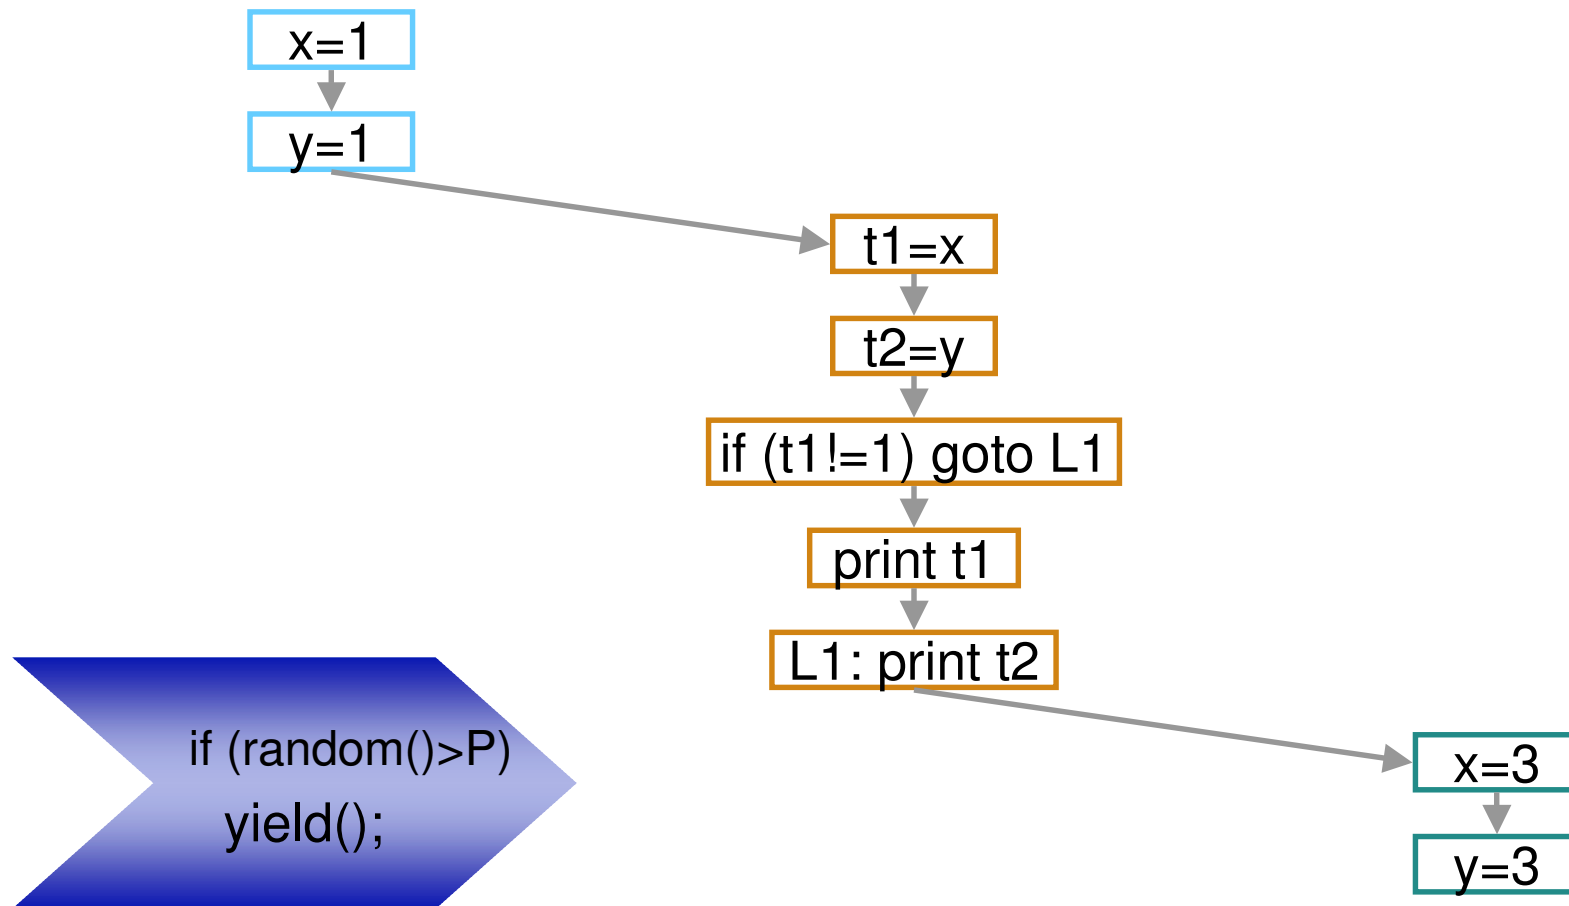 x=1
y=1
t1=x
t2=y
if (t1!=1) goto L1
print t1
L1: print t2
if (random()>P)
yield();
x=3
y=3